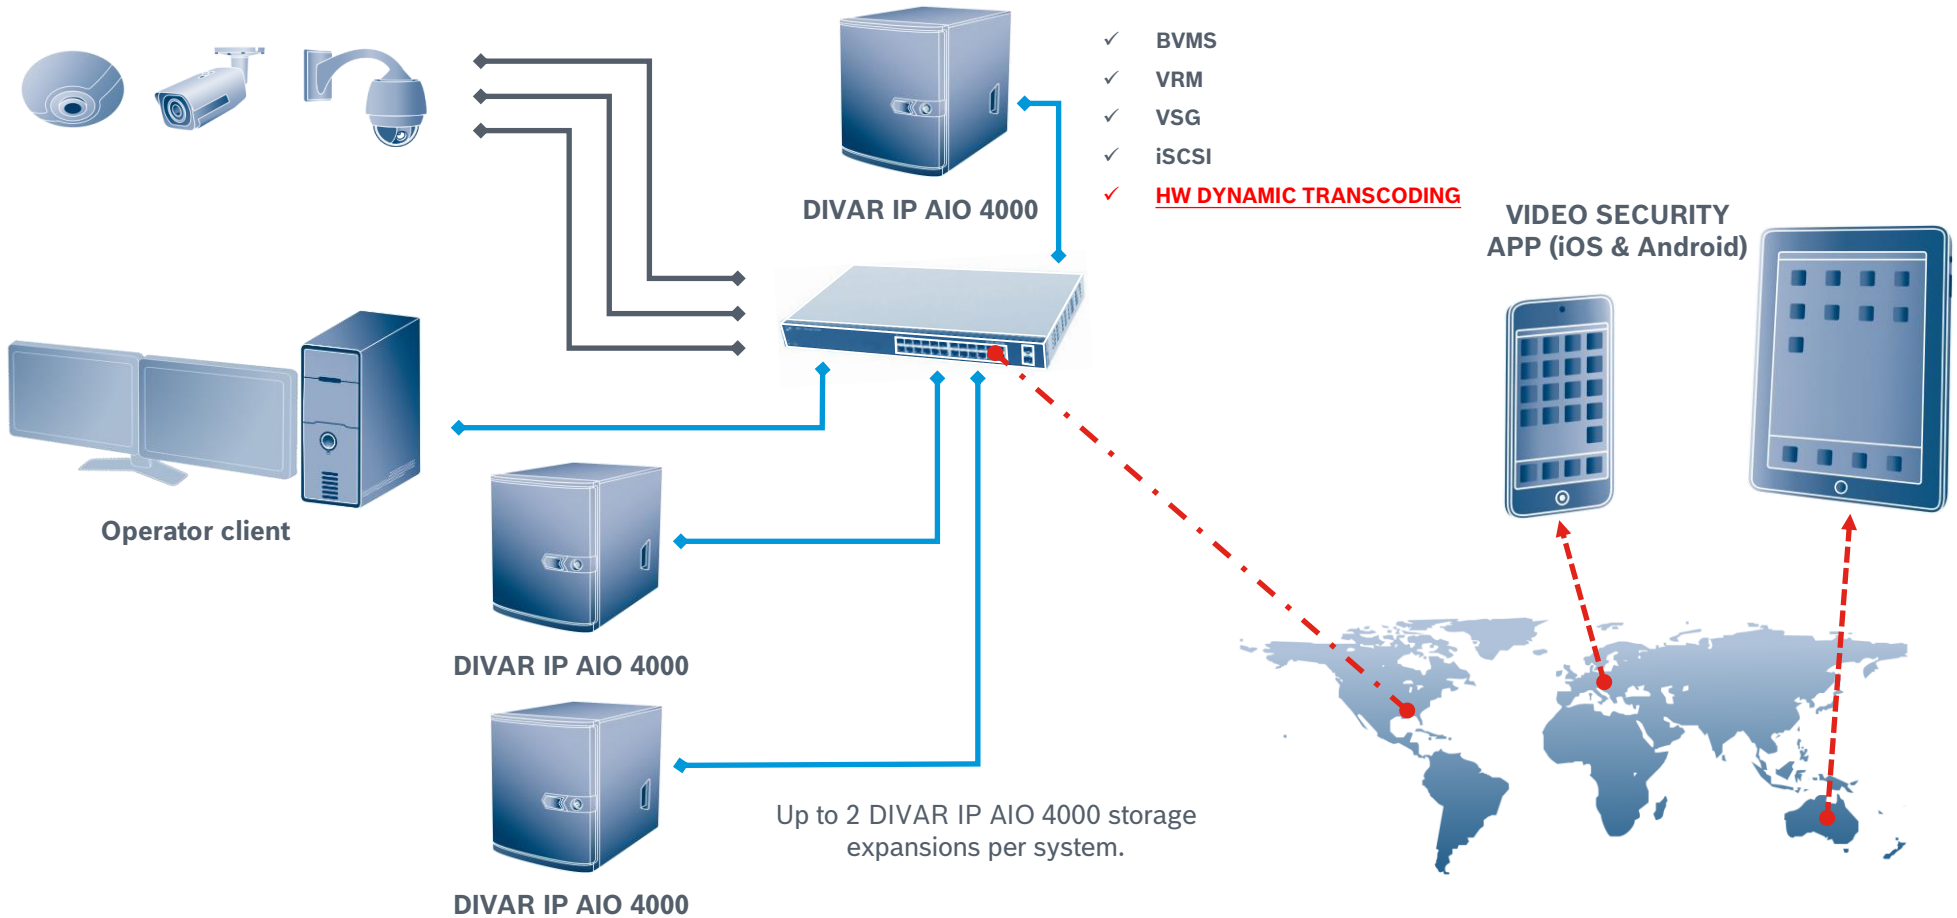 BVMS
VRM
VSG
iSCSI
HW DYNAMIC TRANSCODING
DIVAR IP AIO 4000
VIDEO SECURITY
APP (iOS & Android)
Operator client
DIVAR IP AIO 4000
Up to 2 DIVAR IP AIO 4000 storage
expansions per system.
DIVAR IP AIO 4000